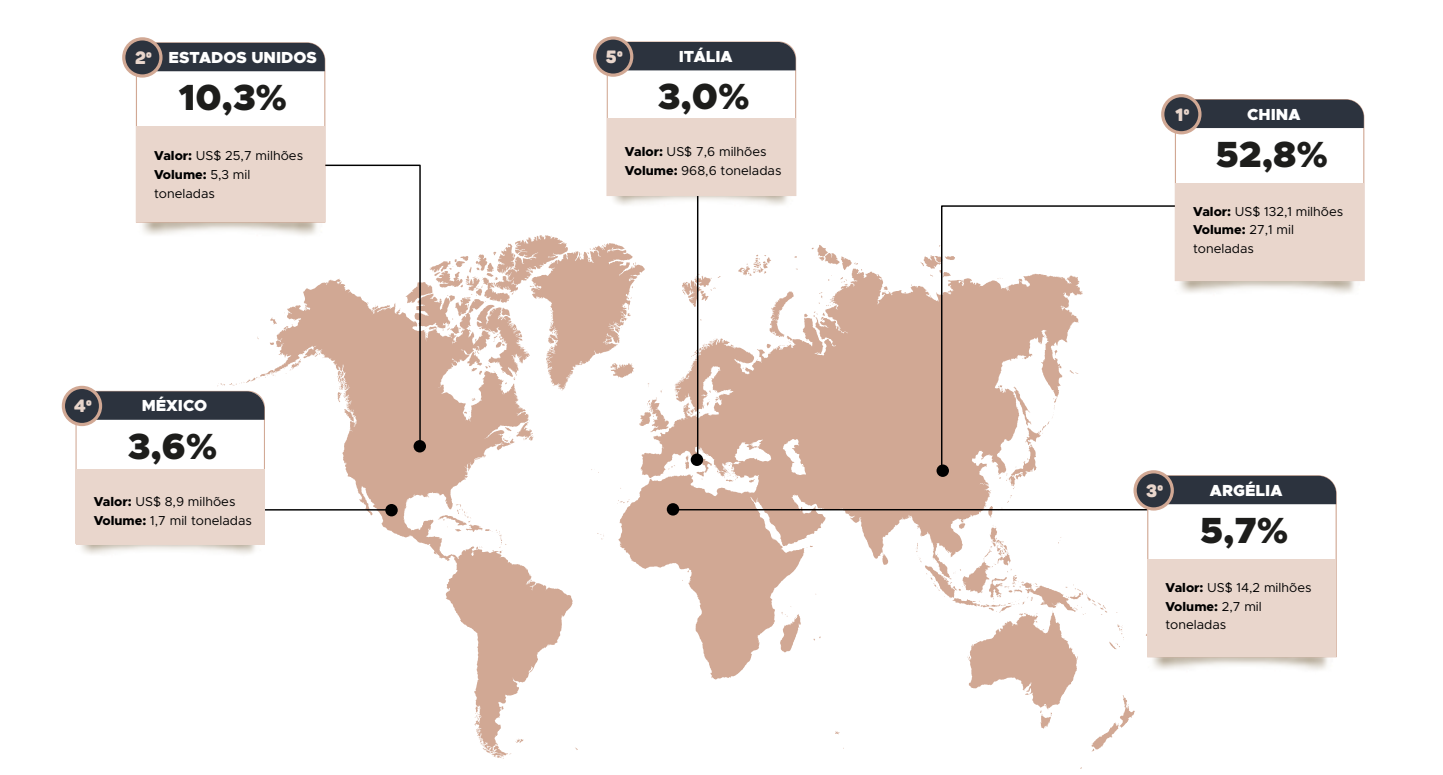 2º ESTADOS UNIDOS
10,3%
Valor: US$ 25,7 milhões
Volume: 5,3 mil
toneladas
5º ITÁLIA
3,0%
Valor: US$ 7,6 milhões
Volume: 968,6 toneladas
1º CHINA
52,8%
Valor: US$ 132,1 milhões
Volume: 27,1 mil
toneladas
4º MÉXICO
3,6%
Valor: US$ 8,9 milhões
Volume: 1,7 mil toneladas
3º ARGÉLIA
5,7%
Valor: US$ 14,2 milhões
Volume: 2,7 mil
toneladas